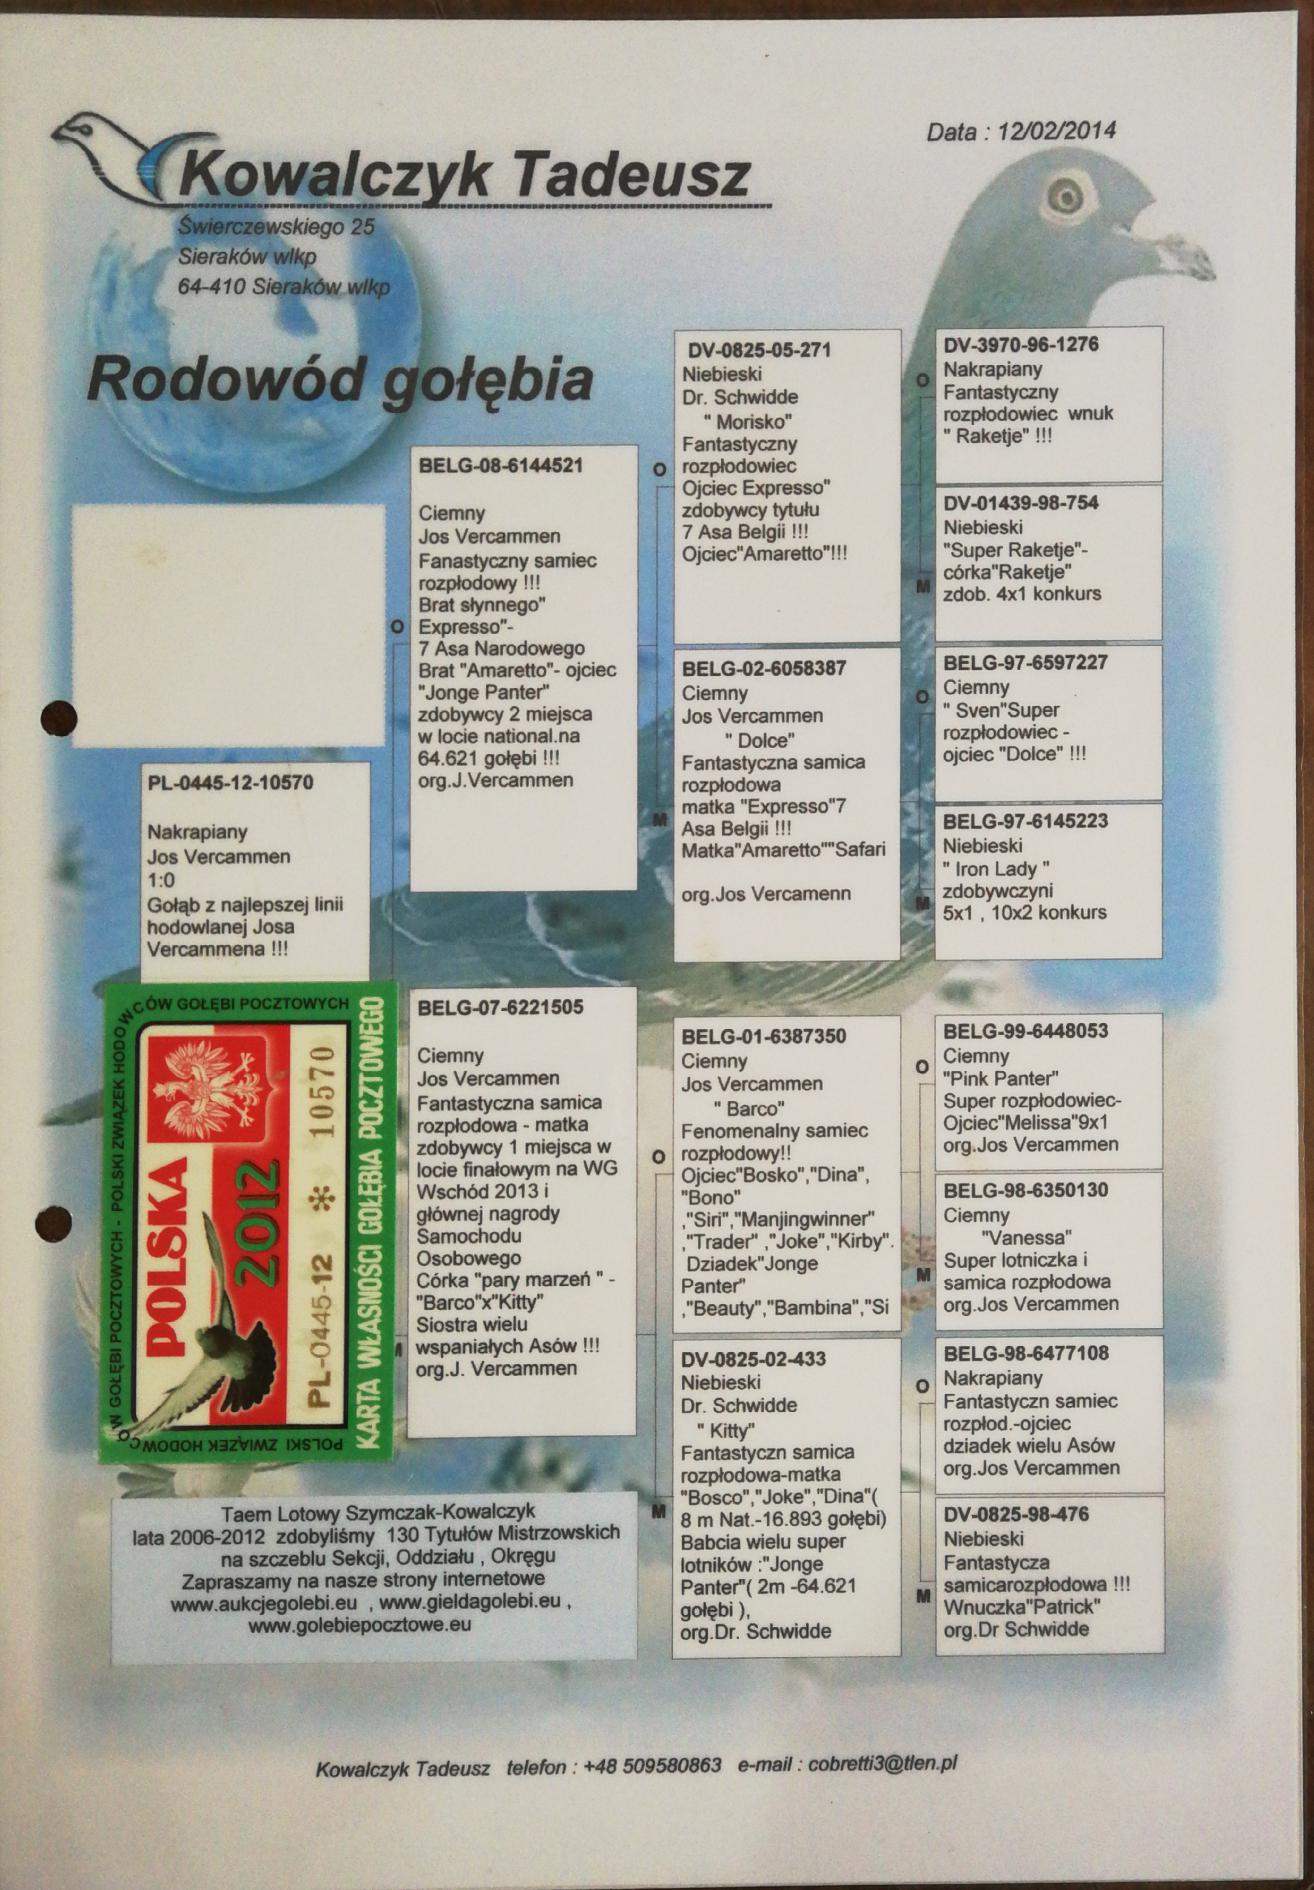 Data : 12/02/2014
Kowalczyk Tadeusz
Świerczewskiego 25
Sieraków wlkp
64-410 Sieraków wlkp
Rodowód gołębia
PL-0445-12-10570
Nakrapiany
Jos Vercammen
1:0
Gołąb z najlepszej linii
hodowlanej Josa
Vercammena !!!
O
BELG-08-6144521
Ciemny
Jos Vercammen
Fanastyczny samiec
rozpłodowy !!!
Brat słynnego"
Expresso"-
7 Asa Narodowego
Brat "Amaretto"- ojciec
"Jonge Panter"
zdobywcy 2 miejsca
w locie national.na
64.621 gołębi !!!
org.J.Vercammen
M
BELG-07-6221505
Ciemny
Jos Vercammen
Fantastyczna samica
rozpłodowa - matka
zdobywcy 1 miejsca w
locie finałowym na WG
Wschód 2013 i
głównej nagrody
Samochodu
Osobowego
Córka "pary marzeń " -
"Barco"x"Kitty"
Siostra wielu
wspaniałych Asów !!!
org.J. Vercammen
O
DV-0825-05-271
Niebieski
Dr. Schwidde
" Morisko"
Fantastyczny
rozpłodowiec
Ojciec Expresso"
zdobywcy tytułu
7 Asa Belgii !!!
Ojciec"Amaretto"!!!
M
BELG-02-6058387
Ciemny
Jos Vercammen
" Dolce"
Fantastyczna samica
rozpłodowa
matka "Expresso"7
Asa Belgii !!!
Matka"Amaretto""Safari
org.Jos Vercamenn
O
BELG-01-6387350
Ciemny
Jos Vercammen
" Barco"
Fenomenalny samiec
rozpłodowy!!
Ojciec"Bosko","Dina",
"Bono"
,"Siri","Manjingwinner"
,"Trader" ,"Joke","Kirby".
Dziadek"Jonge
Panter"
,"Beauty","Bambina","Si
M
DV-0825-02-433
Niebieski
Dr. Schwidde
" Kitty"
Fantastyczn samica
rozpłodowa-matka
"Bosco","Joke","Dina"(
8 m Nat.-16.893 gołębi)
Babcia wielu super
lotników :"Jonge
Panter"( 2m -64.621
gołębi ),
org.Dr. Schwidde
O
DV-3970-96-1276
Nakrapiany
Fantastyczny
rozpłodowiec wnuk
" Raketje" !!!
M
DV-01439-98-754
Niebieski
"Super Raketje"-
córka"Raketje"
zdob. 4x1 konkurs
O
BELG-97-6597227
Ciemny
" Sven"Super
rozpłodowiec -
ojciec "Dolce" !!!
M
BELG-97-6145223
Niebieski
" Iron Lady "
zdobywczyni
5x1 , 10x2 konkurs
O
BELG-99-6448053
Ciemny
"Pink Panter"
Super rozpłodowiec-
Ojciec"Melissa"9x1
org.Jos Vercammen
M
BELG-98-6350130
Ciemny
"Vanessa"
Super lotniczka i
samica rozpłodowa
org.Jos Vercammen
O
BELG-98-6477108
Nakrapiany
Fantastyczn samiec
rozpłod.-ojciec
dziadek wielu Asów
org.Jos Vercammen
M
DV-0825-98-476
Niebieski
Fantastycza
samicarozpłodowa !!!
Wnuczka"Patrick"
org.Dr Schwidde
POLSKI ZWIĄZEK HODOWCÓW GOŁĘBI POCZTOWYCH
POLSKI ZWIĄZEK HODOWCÓW GOŁĘBI POCZTOWYCH -
POLSKA
2012
PL-0445-12 * 10570
KARTA WŁASNOŚCI GOŁĘBIA POCZTOWEGO
Taem Lotowy Szymczak-Kowalczyk
lata 2006-2012 zdobyliśmy 130 Tytułów Mistrzowskich
na szczeblu Sekcji, Oddziału , Okręgu
Zapraszamy na nasze strony internetowe
www.aukcjegolebi.eu , www.gieldagolebi.eu ,
www.golebiepocztowe.eu
Kowalczyk Tadeusz telefon : +48 509580863 e-mail : cobretti3@tlen.pl